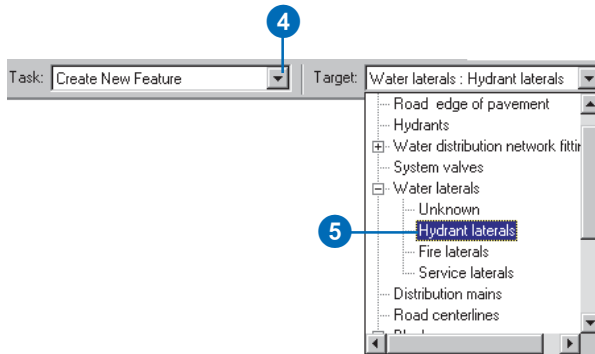 4
Task: Create New Feature Target: Water laterals : Hydrant laterals
Road edge of pavement
Hydrants
Water distribution network fittin
System valves
Water laterals
Unknown
5
Hydrant laterals
Fire laterals
Service laterals
Distribution mains
Road centerlines